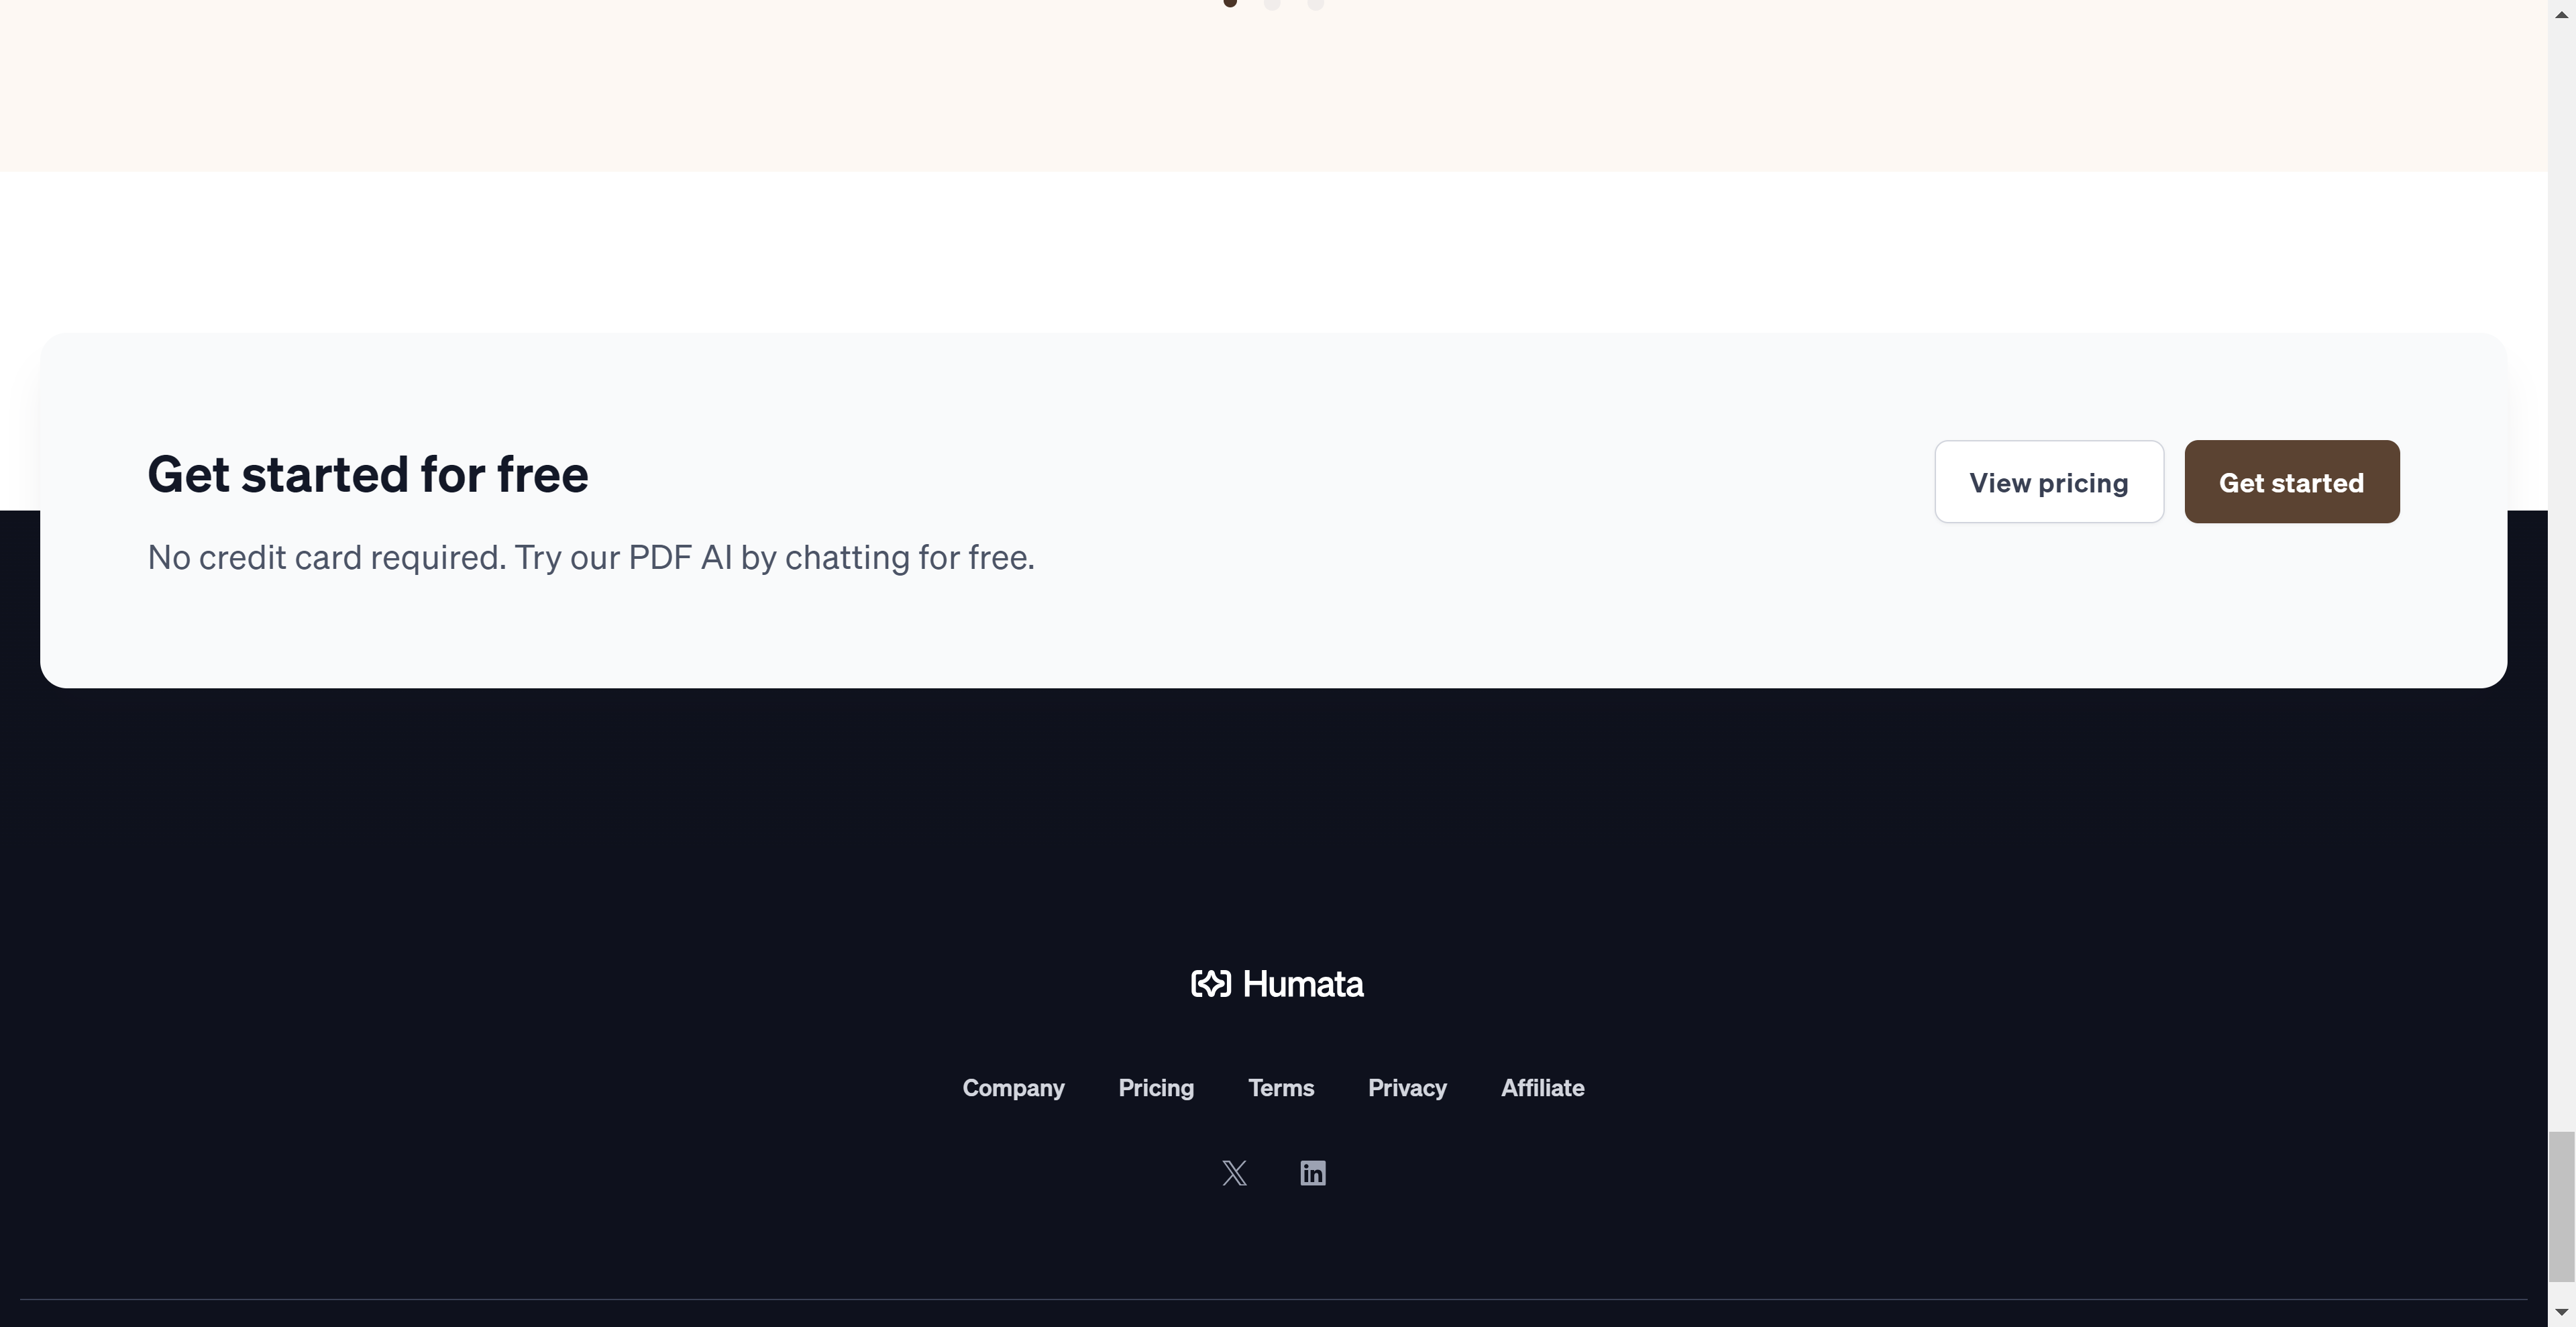 Get started for free
No credit card required. Try our PDF AI by chatting for free.
View pricing
Get started
Humata
Company
Pricing
Terms
Privacy
Affiliate